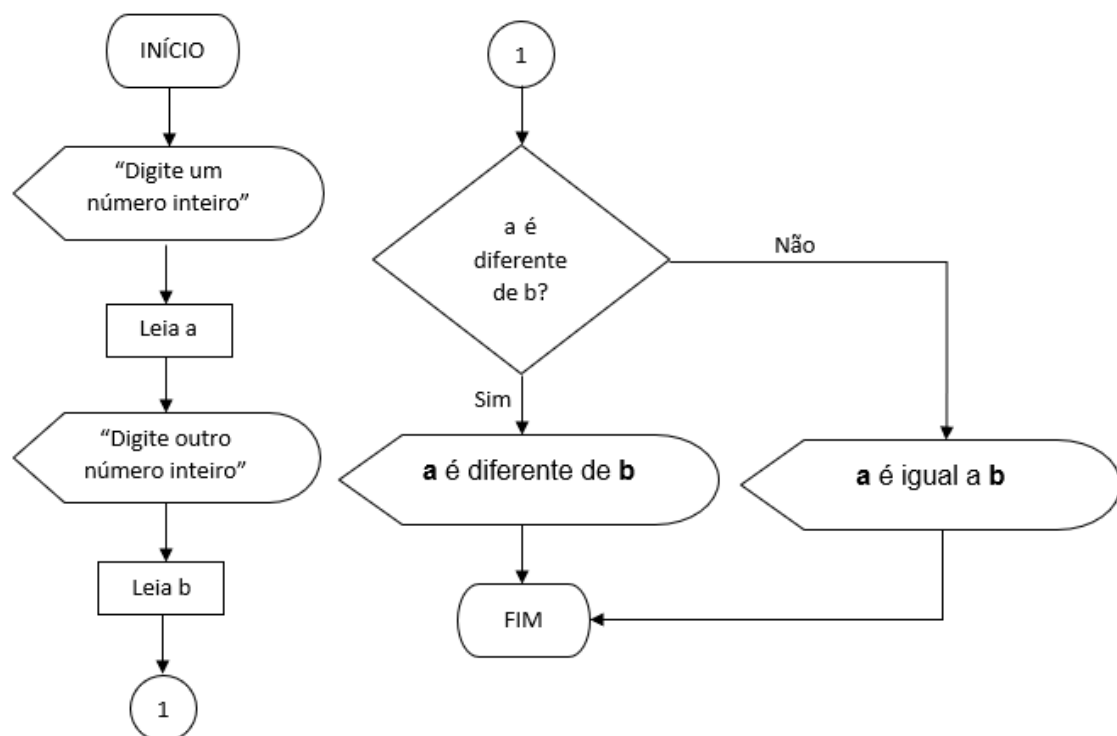 INÍCIO
“Digite um
número inteiro”
Leia a
“Digite outro
número inteiro”
Leia b
1
1
a é
diferente
de b?
Não
Sim
a é diferente de b
a é igual a b
FIM